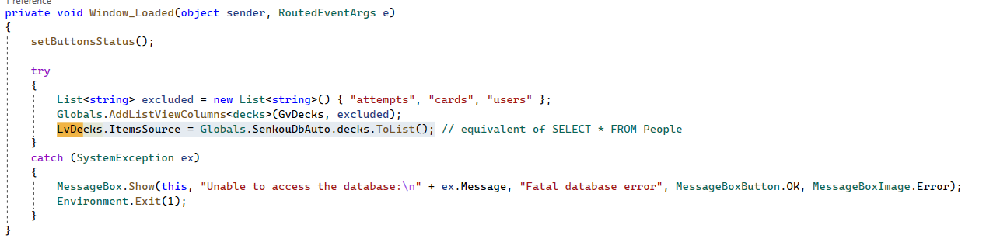 1 reference
private void Window_Loaded(object sender, RoutedEventArgs e)
{
    setButtonsStatus();

    try
    {
        List<string> excluded = new List<string>() { "attempts", "cards", "users" };
        Globals.AddListViewColumns<decks>(GvDecks, excluded);
        LvDecks.ItemsSource = Globals.SenkouDbAuto.decks.ToList(); // equivalent of SELECT * FROM People
    }
    catch (SystemException ex)
    {
        MessageBox.Show(this, "Unable to access the database:\n" + ex.Message, "Fatal database error", MessageBoxButton.OK, MessageBoxImage.Error);
        Environment.Exit(1);
    }
}